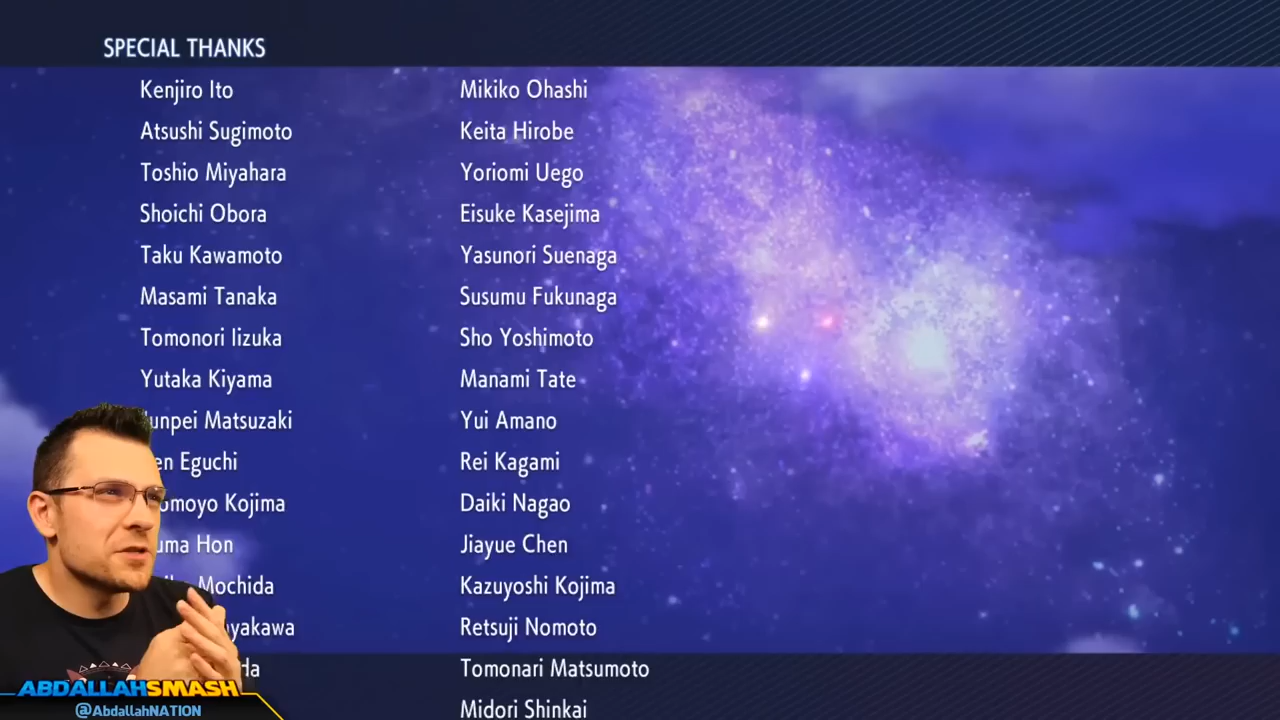 SPECIAL THANKS
Kenjiro Ito
Atsushi Sugimoto
Toshio Miyahara
Shoichi Obora
Taku Kawamoto
Masami Tanaka
Tomonori Iizuka
Yutaka Kiyama
Matsuzaki
Eguchi
Kojima
Hon
Mochida
Mikiko Ohashi
Keita Hirobe
Yoriomi Uego
Eisuke Kasejima
Yasunori Suenaga
Susumu Fukunaga
Sho Yoshimoto
Manami Tate
Yui Amano
Rei Kagami
Daiki Nagao
Jiayue Chen
Kazuyoshi Kojima
Retsuji Nomoto
Tomonari Matsumoto
Midori Shinkai
ABDALLAHSMASH
@AbdallahNATION